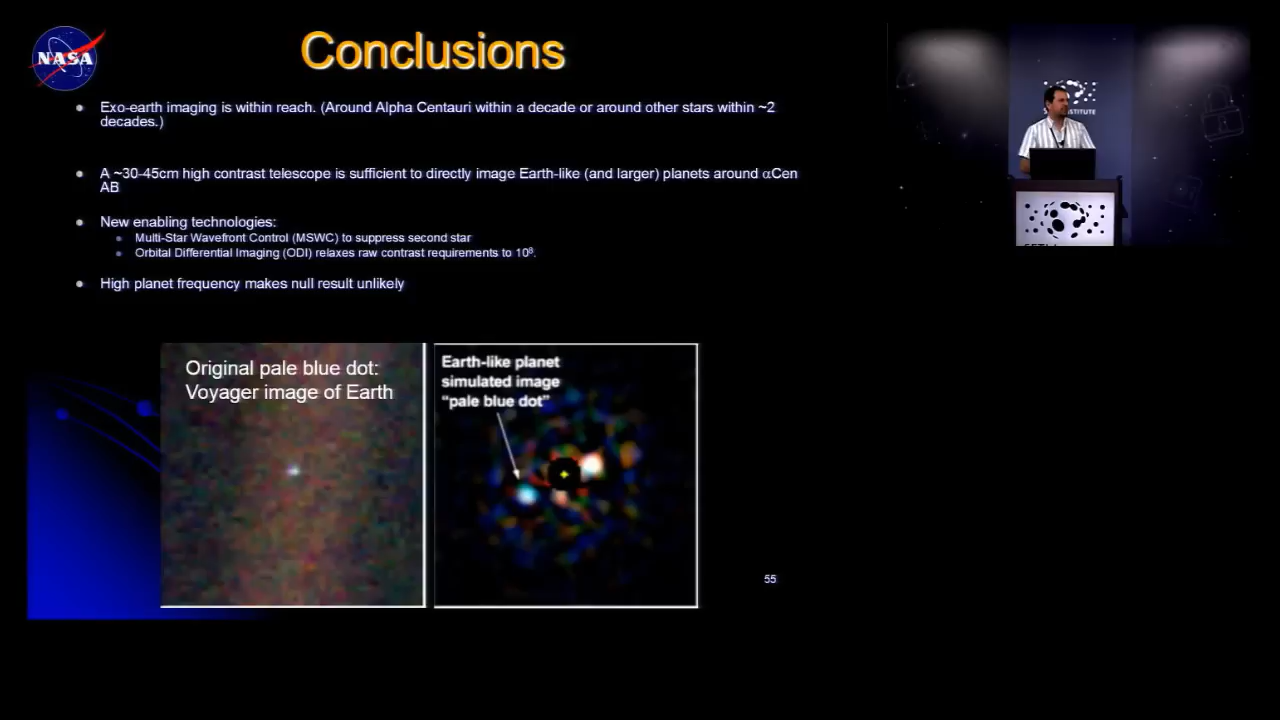 NASA
Conclusions
Exo-earth imaging is within reach. (Around Alpha Centauri within a decade or around other stars within ~2
decades.)
A ~30-45cm high contrast telescope is sufficient to directly image Earth-like (and larger) planets around αCen
AB
New enabling technologies:
Multi-Star Wavefront Control (MSWC) to suppress second star
Orbital Differential Imaging (ODI) relaxes raw contrast requirements to 10⁸.
High planet frequency makes null result unlikely
Original pale blue dot:
Voyager image of Earth
Earth-like planet
simulated image
“pale blue dot”
55